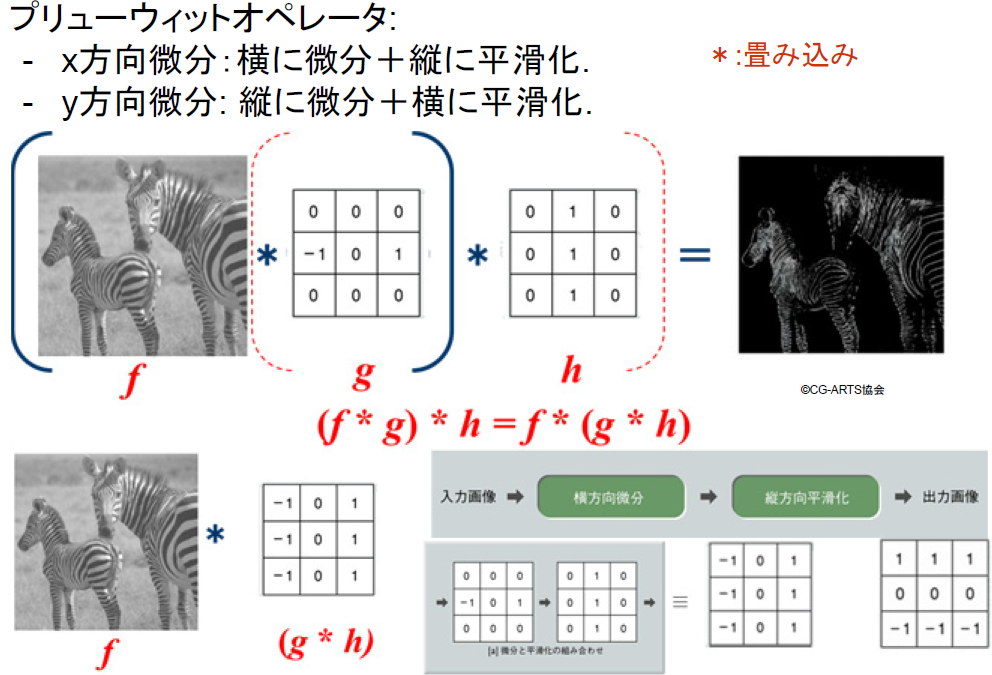 プリューウィットオペレータ:
- x方向微分:横に微分+縦に平滑化.
- y方向微分: 縦に微分+横に平滑化.
*:畳み込み
* * =
0 0 0
-1 0 1
0 0 0
0 1 0
0 1 0
0 1 0
f
g
h
©CG-ARTS協会
(f * g) * h = f * (g * h)
*
-1 0 1
-1 0 1
-1 0 1
f
(g * h)
入力画像 ➡ 横方向微分 ➡ 縦方向平滑化 ➡ 出力画像
0 0 0
-1 0 1
0 0 0
0 1 0
0 1 0
0 1 0
[a] 微分と平滑化の組み合わせ
≡
-1 0 1
-1 0 1
-1 0 1
1 1 1
0 0 0
-1 -1 -1